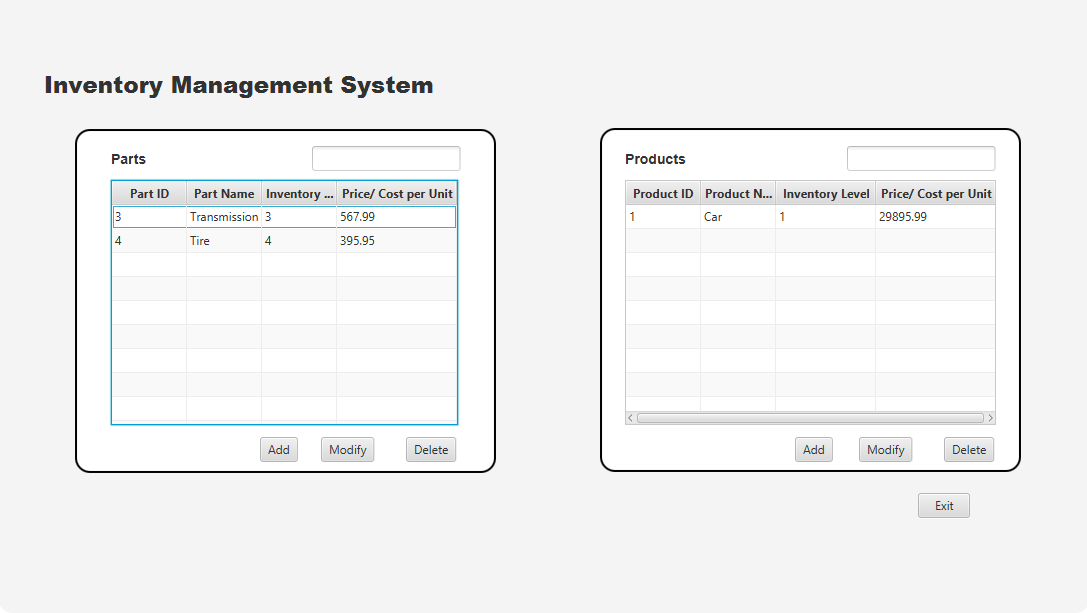 Inventory Management System
Parts
Part ID Part Name Inventory ... Price/ Cost per Unit
3 Transmission 3 567.99
4 Tire 4 395.95
Add Modify Delete
Products
Product ID Product N... Inventory Level Price/ Cost per Unit
1 Car 1 29895.99
Add Modify Delete
Exit